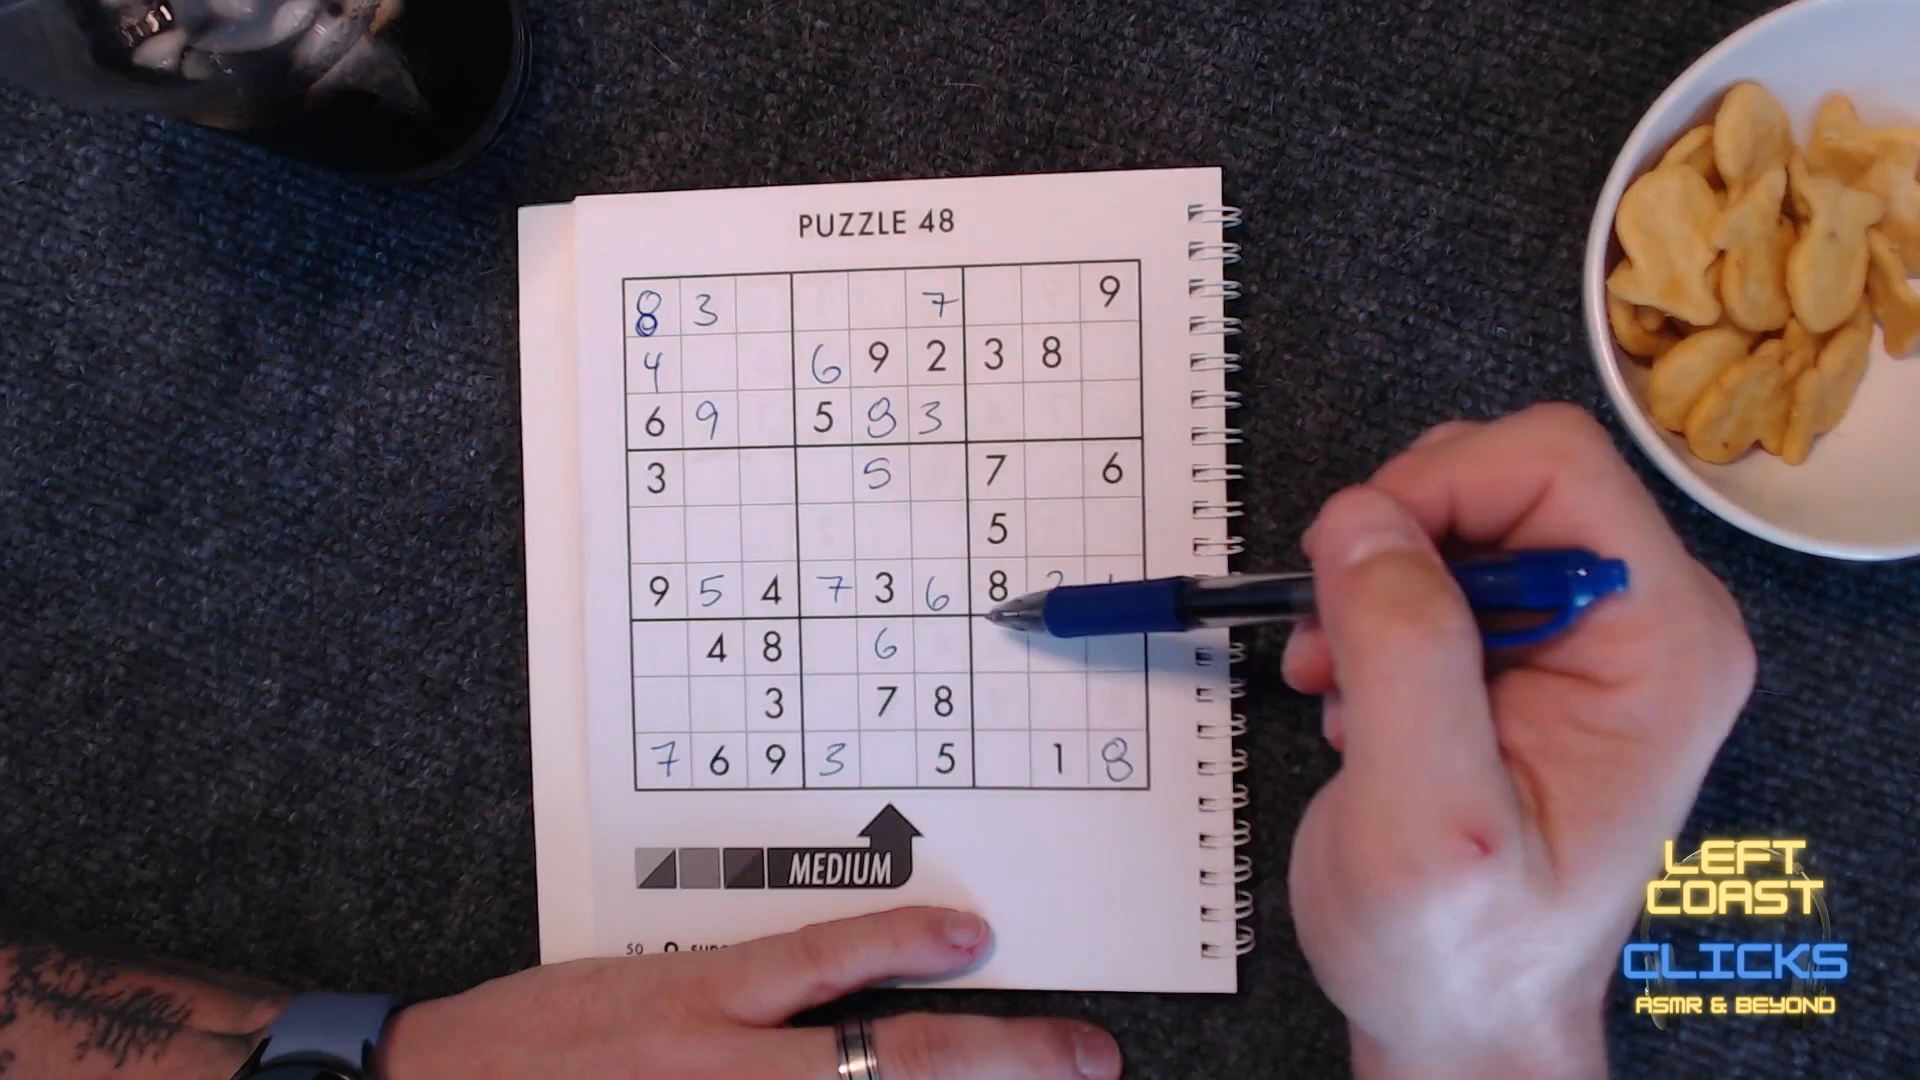 PUZZLE 48
8 3 7 9
4 6 9 2 3 8
6 9 5 8 3
3 5 7 6
5
9 5 4 7 3 6 8
4 8 6
3 7 8
7 6 9 3 5 1 8
MEDIUM
50
LEFT
COAST
CLICKS
ASMR & BEYOND